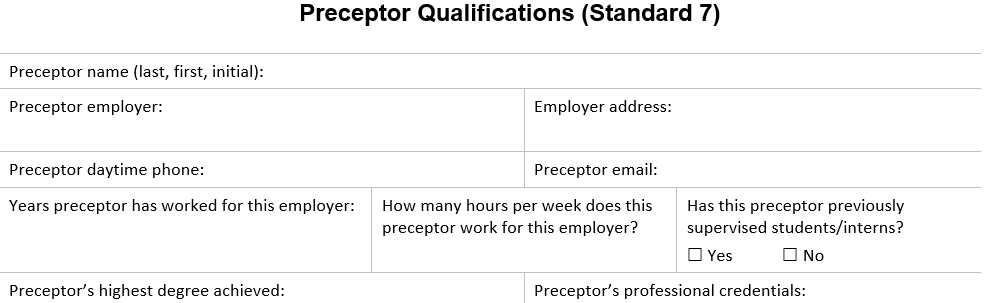 Preceptor Qualifications (Standard 7)
Preceptor name (last, first, initial):
Preceptor employer:
Employer address:
Preceptor daytime phone:
Preceptor email:
Years preceptor has worked for this employer:
How many hours per week does this
preceptor work for this employer?
Has this preceptor previously
supervised students/interns?
☐ Yes ☐ No
Preceptor’s highest degree achieved:
Preceptor’s professional credentials: